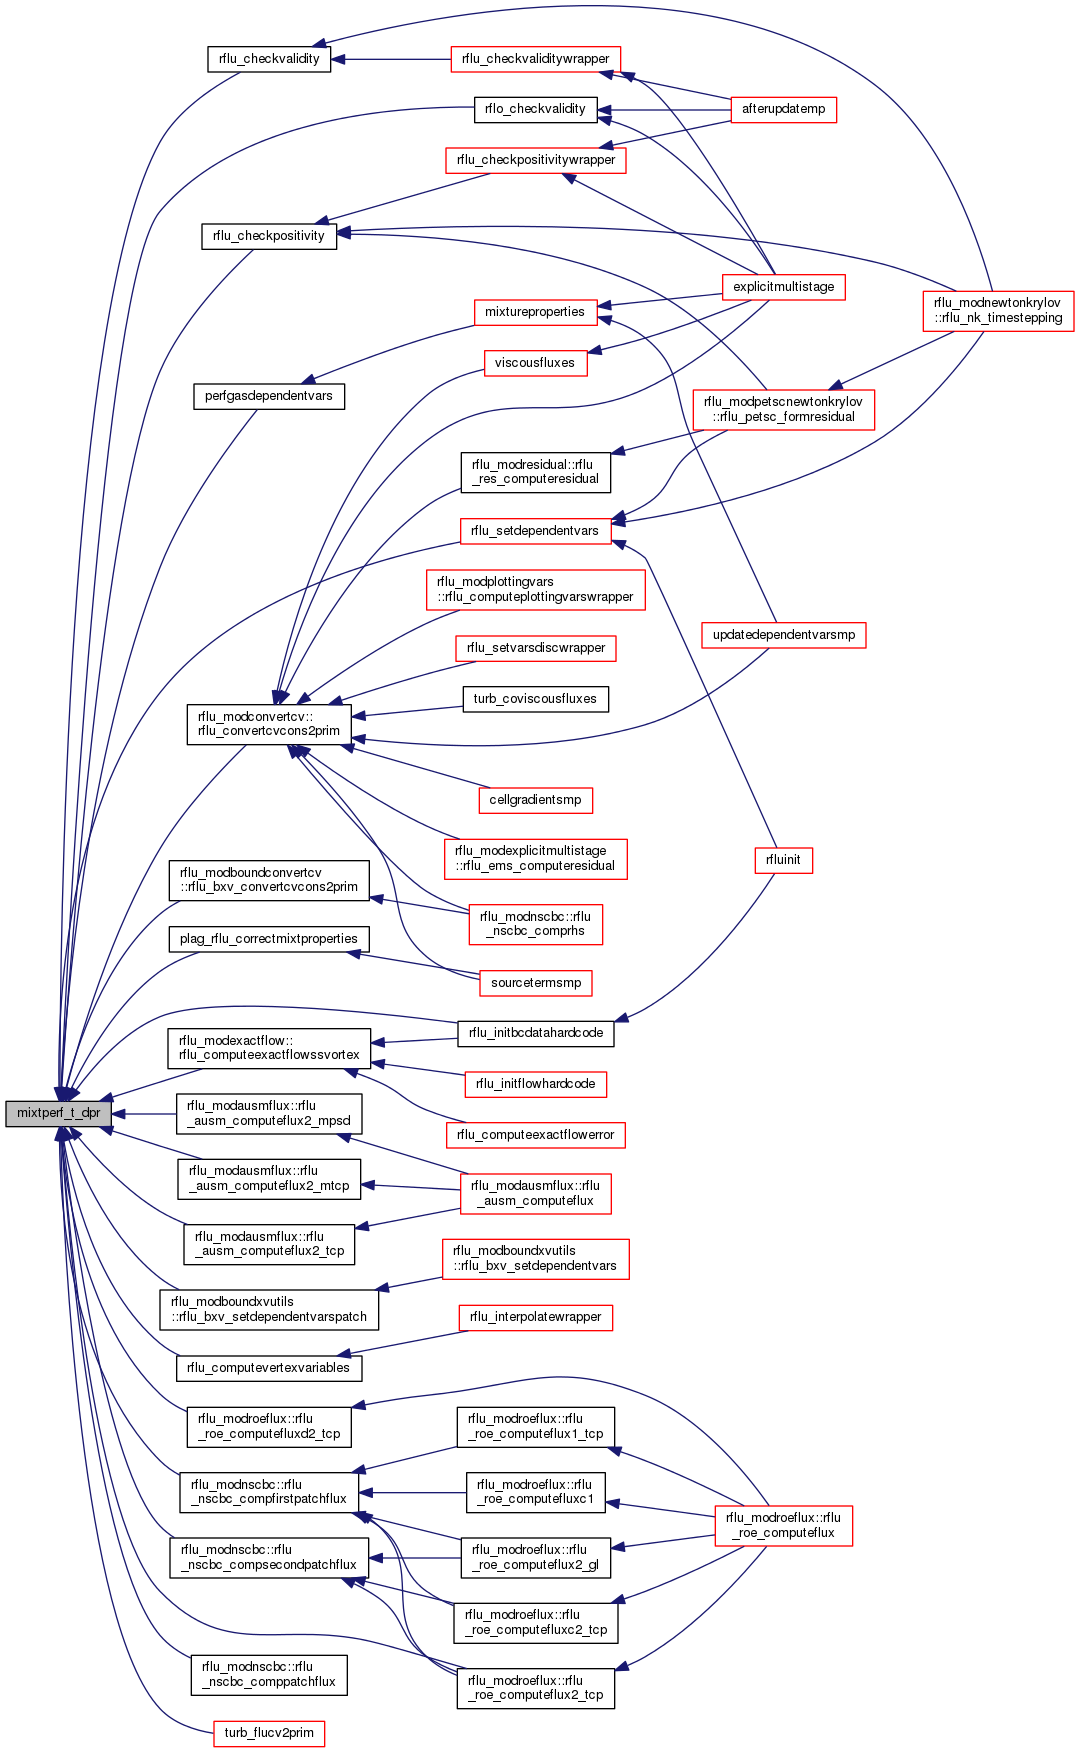 rflu_checkvalidity
rflu_checkvaliditywrapper
rflo_checkvalidity
afterupdatemp
rflu_checkpositivitywrapper
rflu_checkpositivity
explicitmultistage
mixtureproperties
rflu_modnewtonkrylov
::rflu_nk_timestepping
viscousfluxes
perfgasdependentvars
rflu_modpetscnewtonkrylov
::rflu_petsc_formresidual
rflu_modresidual::rflu
_res_computeresidual
rflu_setdependentvars
rflu_modplottingvars
::rflu_computeplottingvarswrapper
updatedependentvarsmp
rflu_setvarsdiscwrapper
turb_coviscousfluxes
rflu_modconvertcv::
rflu_convertcvcons2prim
cellgradientsmp
rflu_modexplicitmultistage
::rflu_ems_computeresidual
rfluinit
rflu_modboundconvertcv
::rflu_bxv_convertcvcons2prim
rflu_modnscbc::rflu
_nscbc_comprhs
plag_rflu_correctmixtproperties
sourcetermsmp
rflu_initbcdatahardcode
rflu_modexactflow::
rflu_computeexactflowssvortex
rflu_initflowhardcode
mixtperf_t_dpr
rflu_modausmflux::rflu
_ausm_computeflux2_mpsd
rflu_computeexactflowerror
rflu_modausmflux::rflu
_ausm_computeflux2_mtcp
rflu_modausmflux::rflu
_ausm_computeflux
rflu_modausmflux::rflu
_ausm_computeflux2_tcp
rflu_modboundxvutils
::rflu_bxv_setdependentvars
rflu_modboundxvutils
::rflu_bxv_setdependentvarspatch
rflu_interpolatewrapper
rflu_computevertexvariables
rflu_modroeflux::rflu
_roe_computefluxd2_tcp
rflu_modroeflux::rflu
_roe_computeflux1_tcp
rflu_modnscbc::rflu
_nscbc_compfirstpatchflux
rflu_modroeflux::rflu
_roe_computefluxc1
rflu_modroeflux::rflu
_roe_computeflux
rflu_modnscbc::rflu
_nscbc_compsecondpatchflux
rflu_modroeflux::rflu
_roe_computeflux2_gl
rflu_modroeflux::rflu
_roe_computefluxc2_tcp
rflu_modnscbc::rflu
_nscbc_comppatchflux
rflu_modroeflux::rflu
_roe_computeflux2_tcp
turb_flucv2prim